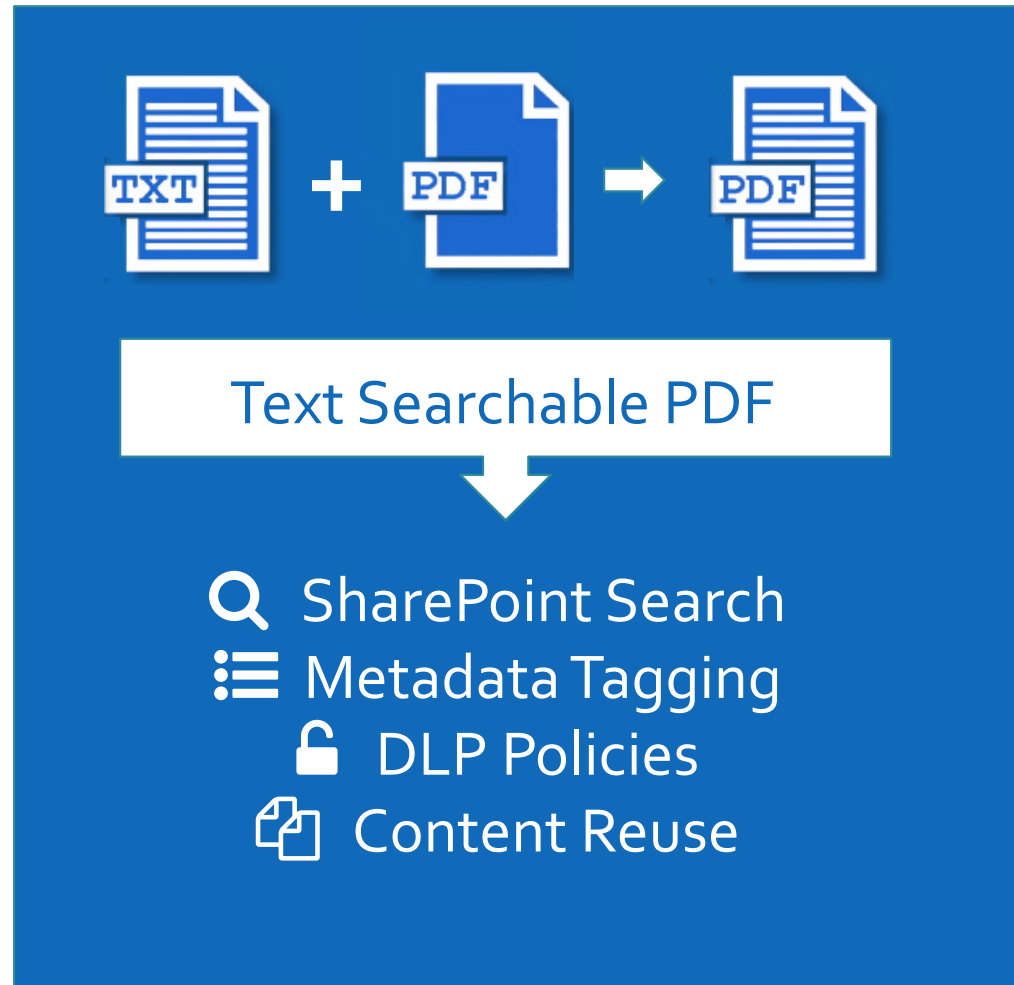 TXT + PDF PDF
Text Searchable PDF
SharePoint Search
Metadata Tagging
DLP Policies
Content Reuse